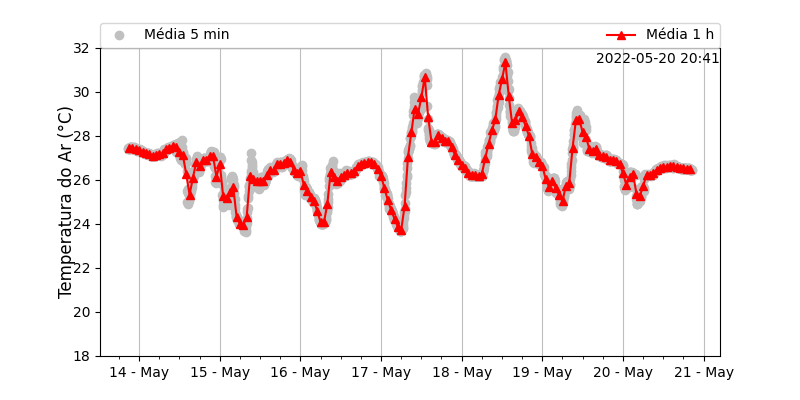 Média 5 min
Média 1 h
2022-05-20 20:41
Temperatura do Ar (°C)
32
30
28
26
24
22
20
18
14 - May
15 - May
16 - May
17 - May
18 - May
19 - May
20 - May
21 - May